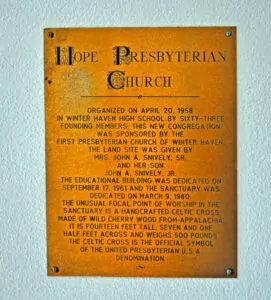 Hope Presbyterian
Church
ORGANIZED ON APRIL 20, 1958
IN WINTER HAVEN HIGH SCHOOL BY SIXTY-THREE
FOUNDING MEMBERS; THIS NEW CONGREGATION
WAS SPONSORED BY THE
FIRST PRESBYTERIAN CHURCH OF WINTER HAVEN.
THE LAND SITE WAS GIVEN BY
MRS. JOHN A. SNIVELY, SR.
AND HER SON
JOHN A. SNIVELY, JR.
THE EDUCATIONAL BUILDING WAS DEDICATED ON
SEPTEMBER 17, 1961 AND THE SANCTUARY WAS
DEDICATED ON MARCH 9, 1980.
THE UNUSUAL FOCAL POINT OF WORSHIP IN THE
SANCTUARY IS A HANDCRAFTED CELTIC CROSS
MADE OF WILD CHERRY WOOD FROM APPALACHIA.
IT IS FOURTEEN FEET TALL, SEVEN AND ONE
HALF FEET ACROSS AND WEIGHS 500 POUNDS.
THE CELTIC CROSS IS THE OFFICIAL SYMBOL
OF THE UNITED PRESBYTERIAN U.S.A
DENOMINATION.